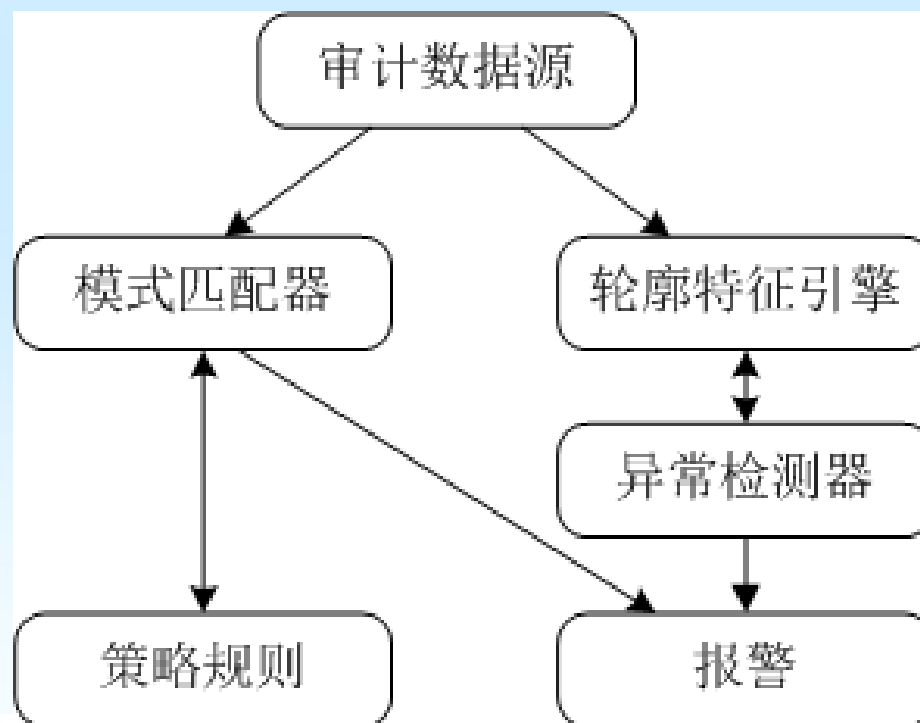 审计数据源
模式匹配器
轮廓特征引擎
异常检测器
策略规则
报警